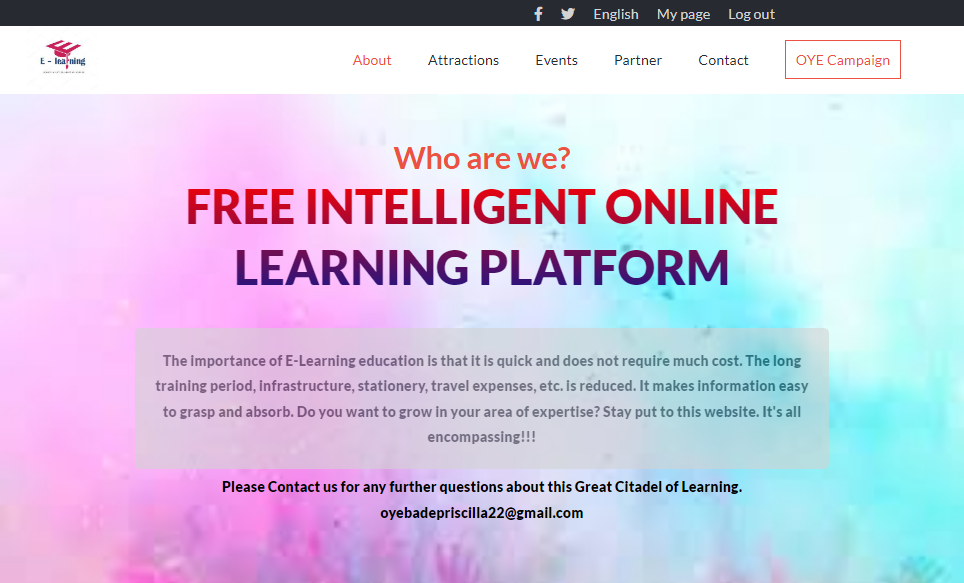 English My page Log out
E - learning
About Attractions Events Partner Contact OYE Campaign
Who are we?
FREE INTELLIGENT ONLINE
LEARNING PLATFORM
The importance of E-Learning education is that it is quick and does not require much cost. The long
training period, infrastructure, stationery, travel expenses, etc. is reduced. It makes information easy
to grasp and absorb. Do you want to grow in your area of expertise? Stay put to this website. It's all
encompassing!!!
Please Contact us for any further questions about this Great Citadel of Learning.
oyebadepriscilla22@gmail.com